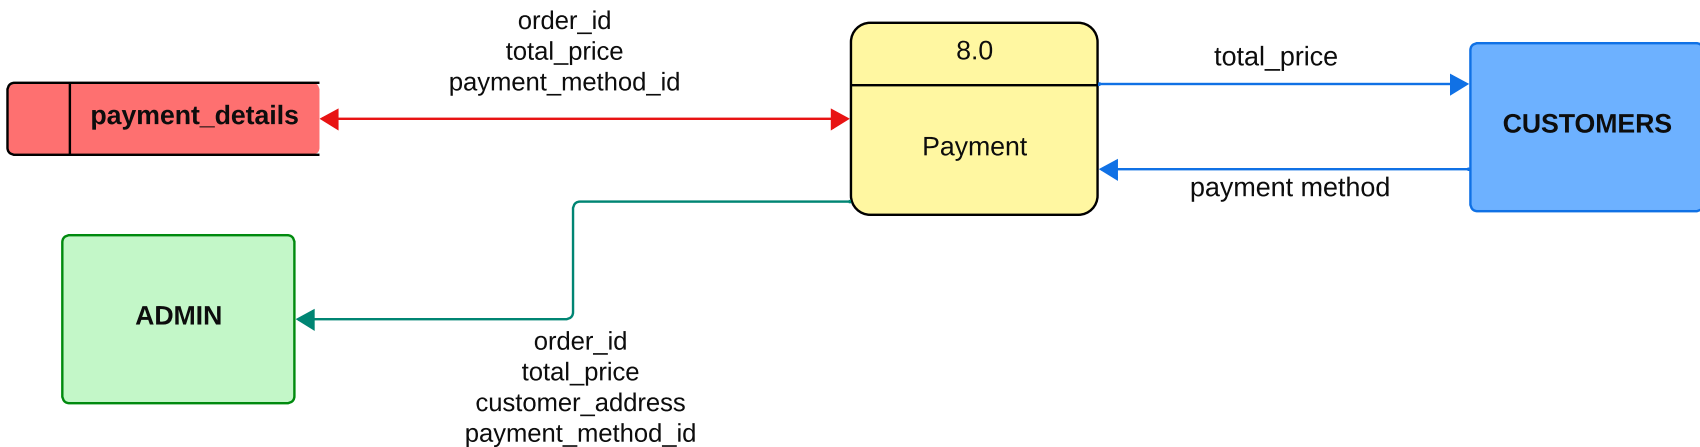 order_id
total_price
payment_method_id
payment_details
8.0
Payment
total_price
payment method
CUSTOMERS
ADMIN
order_id
total_price
customer_address
payment_method_id